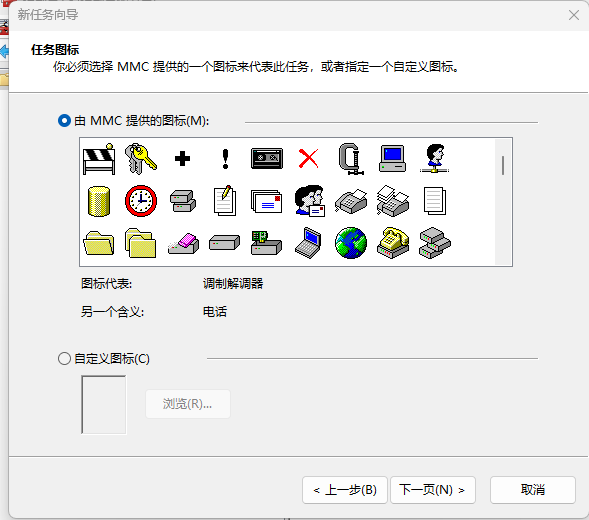 新任务向导
任务图标
你必须选择 MMC 提供的一个图标来代表此任务，或者指定一个自定义图标。
由 MMC 提供的图标(M):
图标代表: 调制解调器
另一个含义: 电话
自定义图标(C)
浏览(R)...
< 上一步(B) 下一页(N) > 取消